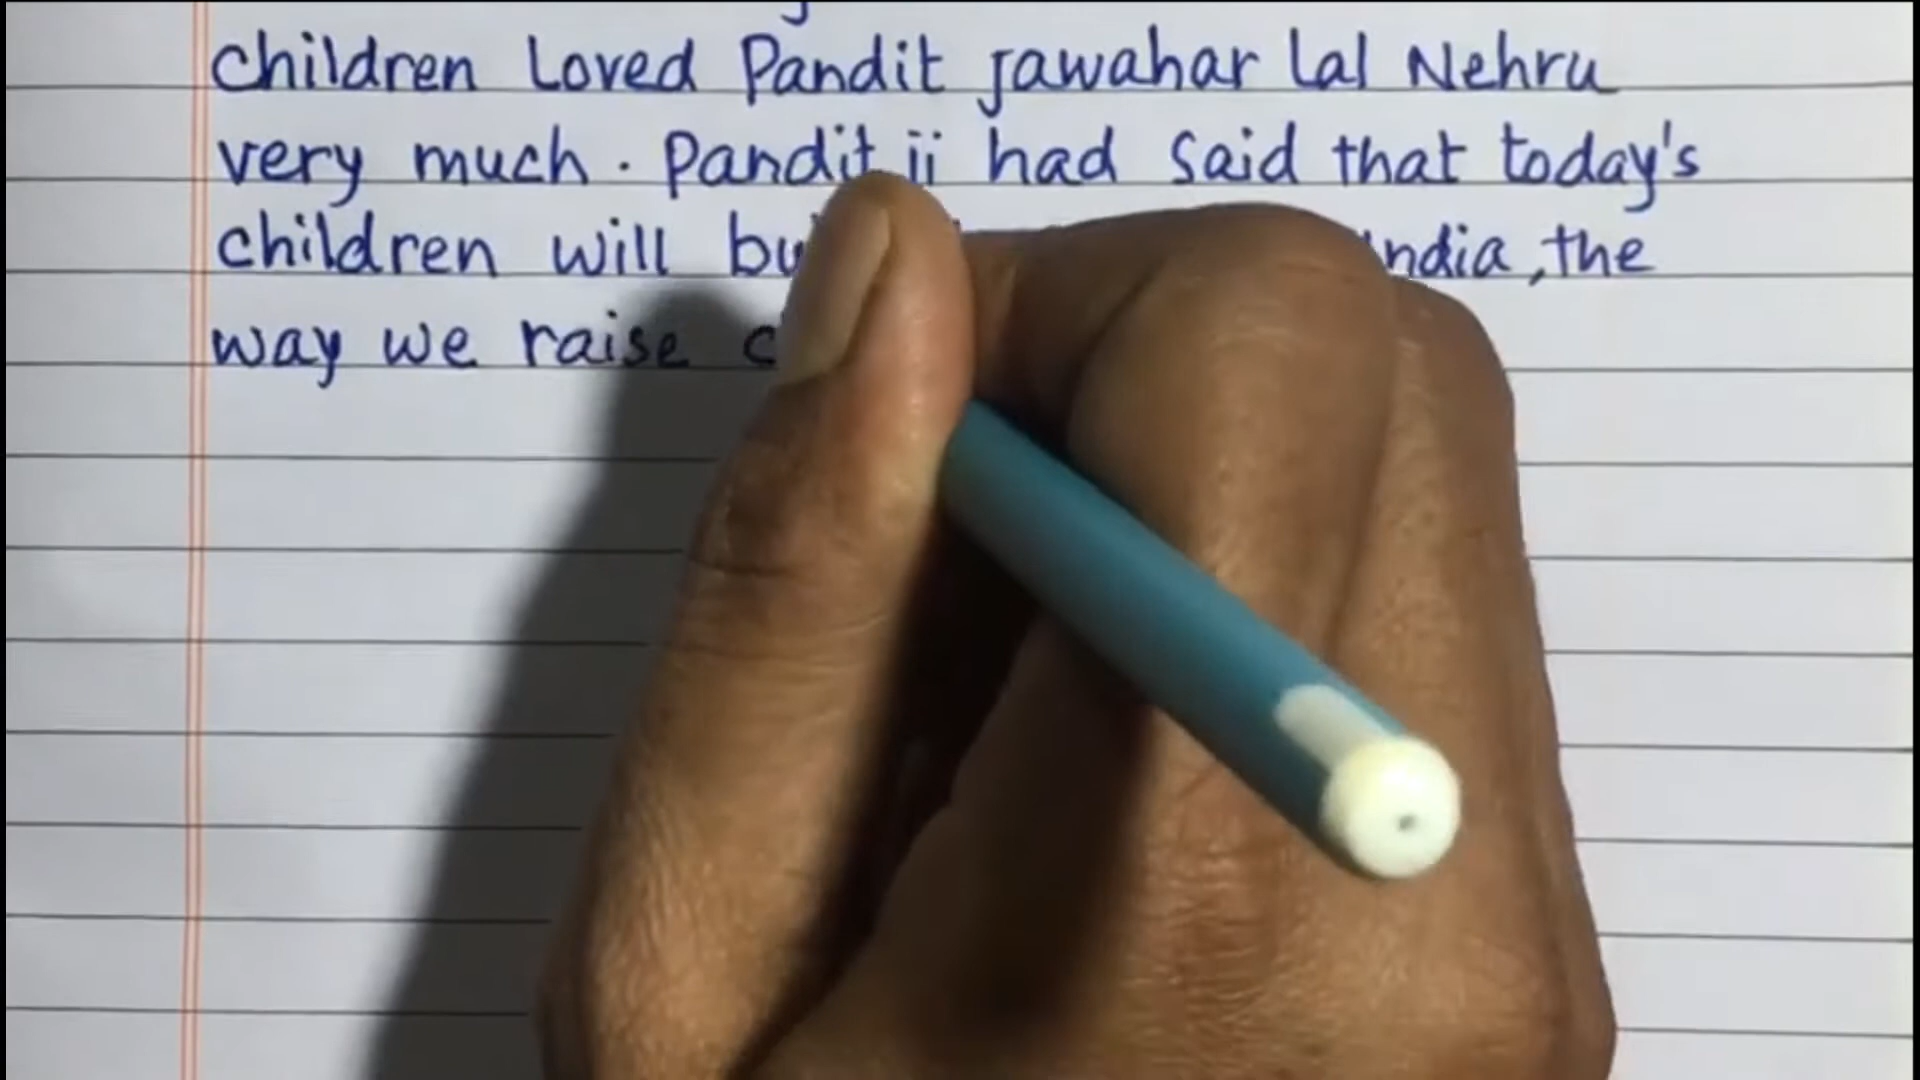 children Loved Pandit Jawahar Lal Nehru
very much. Pandit ji had said that today's
children will the
way we raise